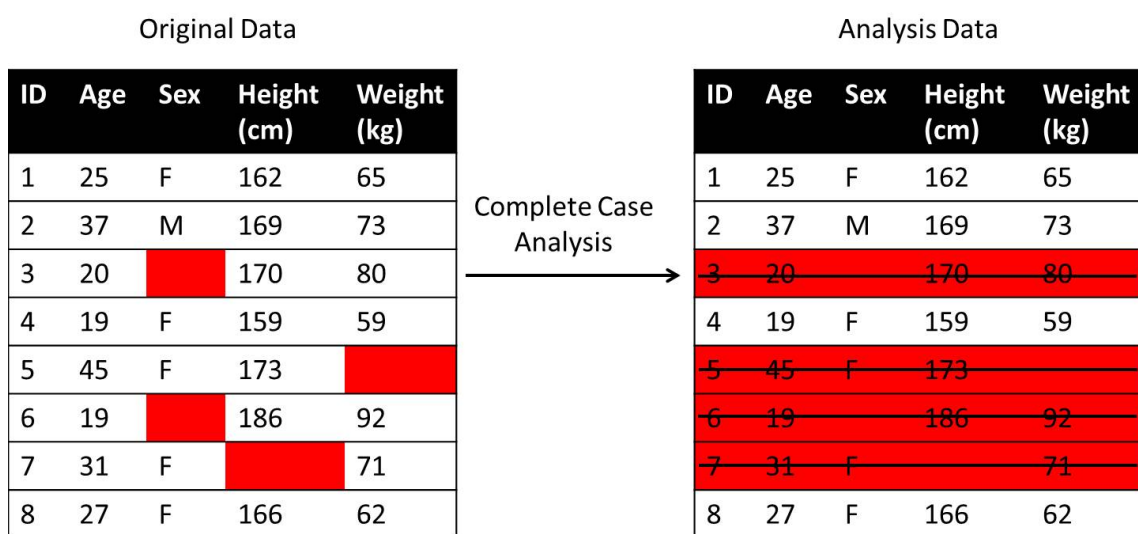 Original Data
ID Age Sex Height (cm) Weight (kg)
1 25 F 162 65
2 37 M 169 73
3 20 170 80
4 19 F 159 59
5 45 F 173
6 19 186 92
7 31 F 71
8 27 F 166 62
Complete Case
Analysis
Analysis Data
ID Age Sex Height (cm) Weight (kg)
1 25 F 162 65
2 37 M 169 73
3 20 170 80
4 19 F 159 59
5 45 F 173
6 19 186 92
7 31 F 71
8 27 F 166 62